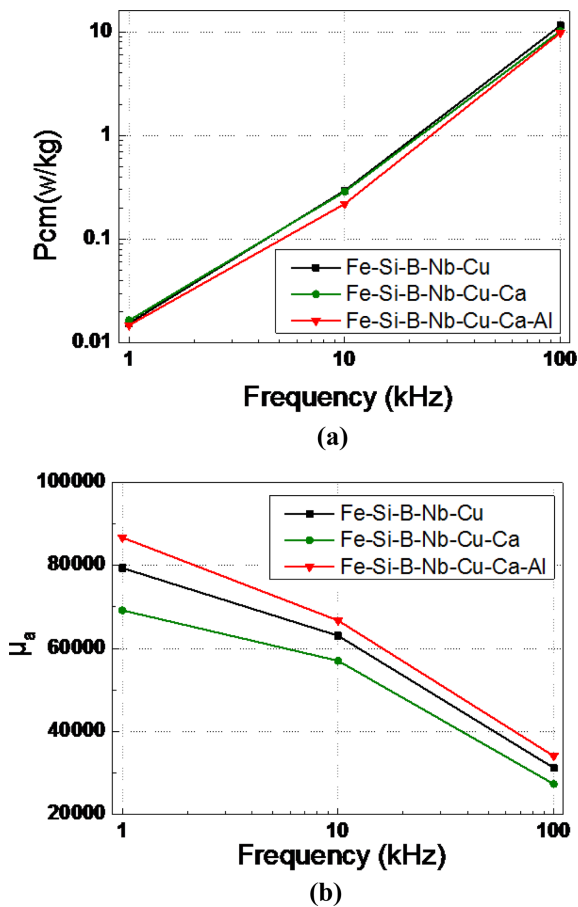 10
1
0.1
0.01
Pcm(w/kg)
Fe-Si-B-Nb-Cu
Fe-Si-B-Nb-Cu-Ca
Fe-Si-B-Nb-Cu-Ca-Al
1 10 100
Frequency (kHz)
(a)
100000
80000
60000
40000
20000
μa
Fe-Si-B-Nb-Cu
Fe-Si-B-Nb-Cu-Ca
Fe-Si-B-Nb-Cu-Ca-Al
1 10 100
Frequency (kHz)
(b)